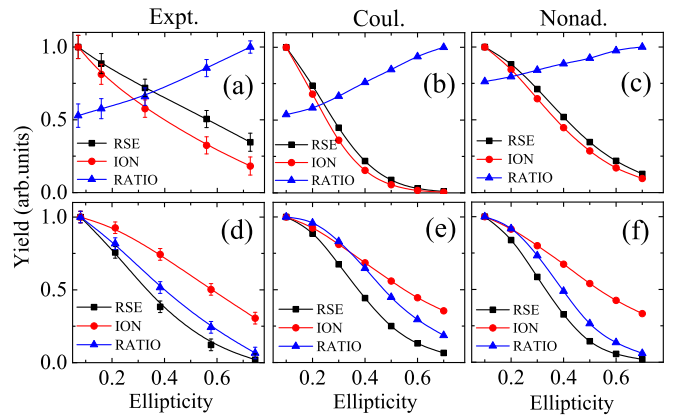 Expt. Coul. Nonad.
1.0
0.5
0.0
(a) (b) (c)
RSE RSE RSE
ION ION ION
RATIO RATIO RATIO
Yield (arb.units)
1.0
0.5
0.0
(d) (e) (f)
RSE RSE RSE
ION ION ION
RATIO RATIO RATIO
0.2 0.4 0.6 0.2 0.4 0.6 0.2 0.4 0.6
Ellipticity Ellipticity Ellipticity